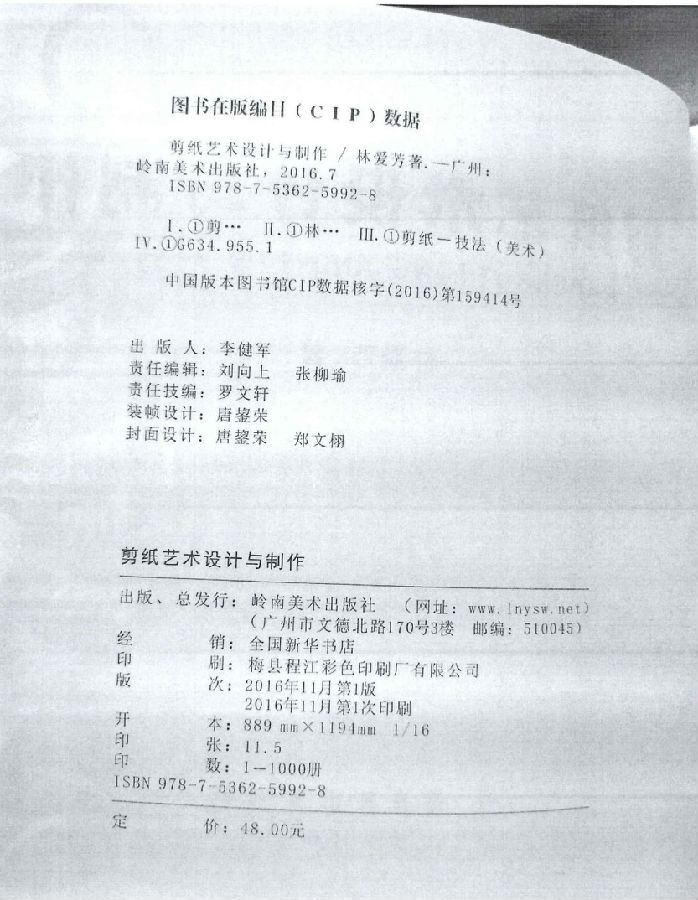 图书在版编目(CIP)数据
剪纸艺术设计与制作 / 林爱芳著.—广州:
岭南美术出版社, 2016.7
ISBN 978-7-5362-5992-8
Ⅰ.①剪… Ⅱ.①林… Ⅲ.①剪纸—技法(美术)
Ⅳ.①G634.955.1
中国版本图书馆CIP数据核字(2016)第159414号
出 版 人: 李健军
责任编辑: 刘向上 张柳瑜
责任技编: 罗文轩
装帧设计: 唐鋆荣
封面设计: 唐鋆荣 郑文栩
剪纸艺术设计与制作
出版、总发行: 岭南美术出版社 (网址: www.lnysw.net)
(广州市文德北路170号3楼 邮编: 510045)
经 销: 全国新华书店
印 刷: 梅县程江彩色印刷厂有限公司
版 次: 2016年11月第1版
2016年11月第1次印刷
开 本: 889 mm×1194mm 1/16
印 张: 11.5
印 数: 1—1000册
ISBN 978-7-5362-5992-8
定 价: 48.00元